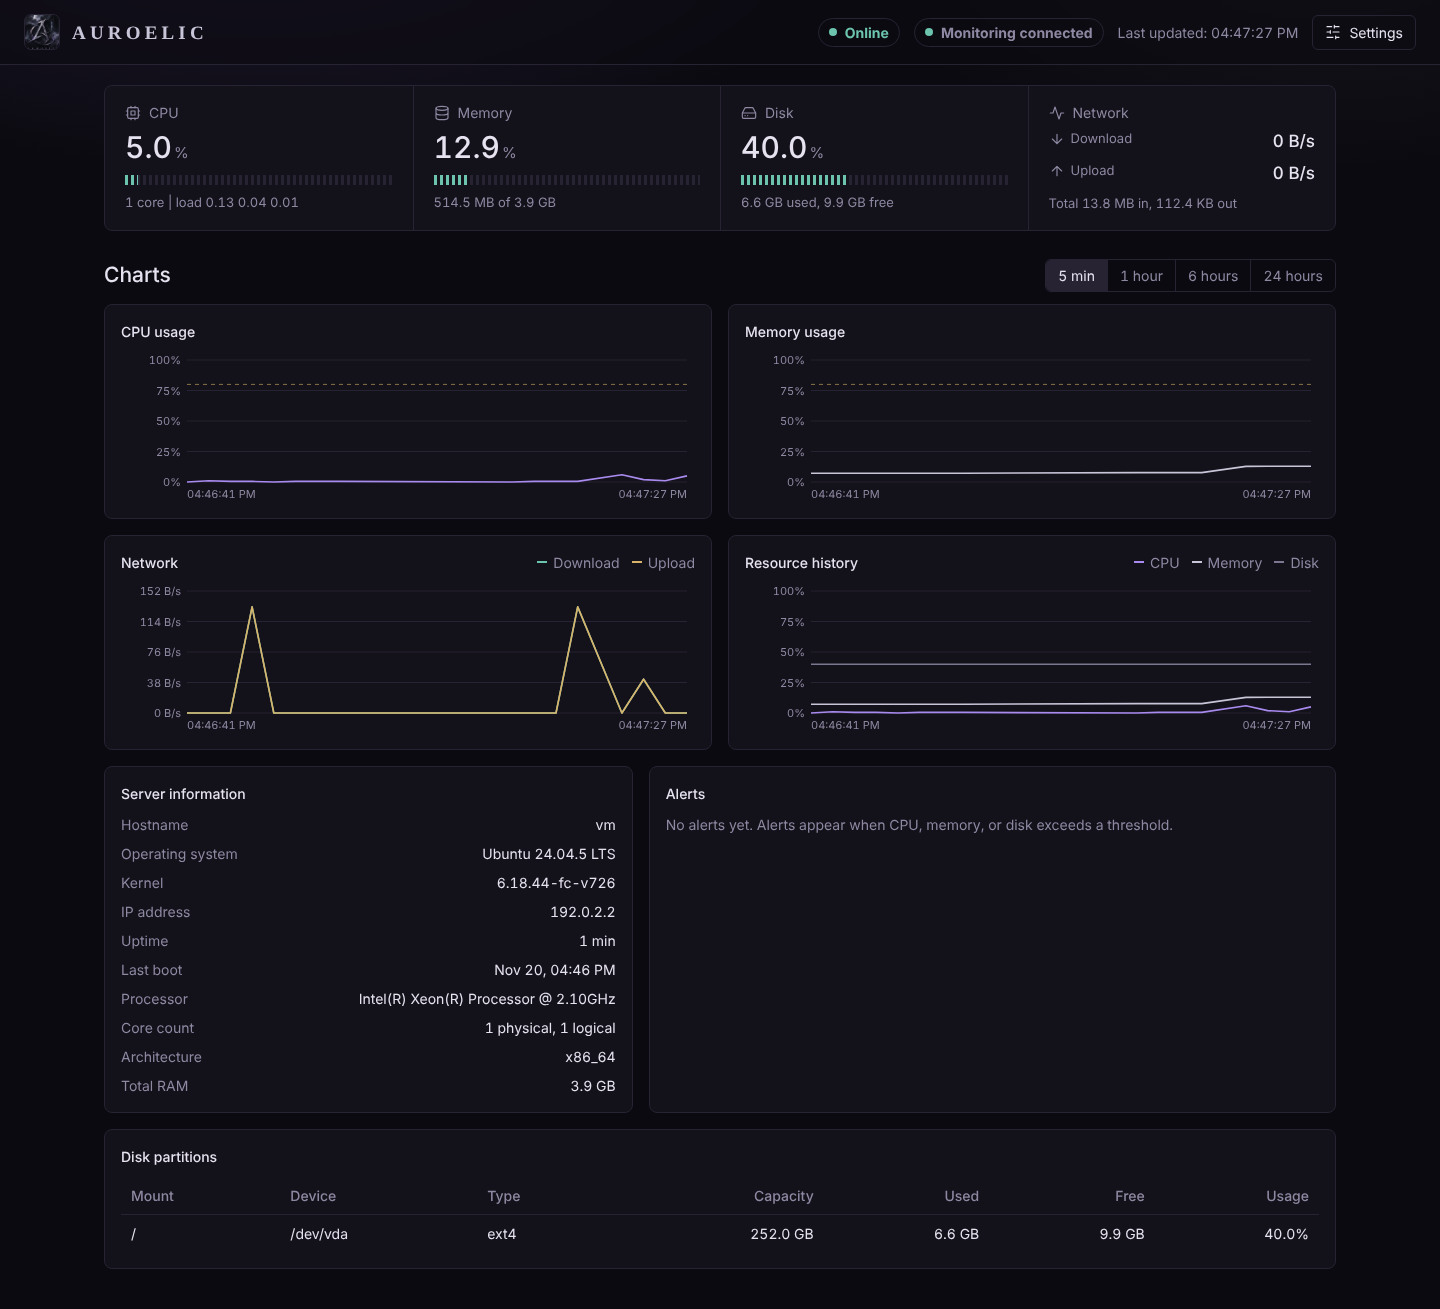 AUROELIC
Online
Monitoring connected
Last updated: 04:47:27 PM
Settings
CPU
5.0 %
1 core | load 0.13 0.04 0.01
Memory
12.9 %
514.5 MB of 3.9 GB
Disk
40.0 %
6.6 GB used, 9.9 GB free
Network
Download 0 B/s
Upload 0 B/s
Total 13.8 MB in, 112.4 KB out
Charts
5 min 1 hour 6 hours 24 hours
CPU usage
100%
75%
50%
25%
0%
04:46:41 PM 04:47:27 PM
Memory usage
100%
75%
50%
25%
0%
04:46:41 PM 04:47:27 PM
Network
Download Upload
152 B/s
114 B/s
76 B/s
38 B/s
0 B/s
04:46:41 PM 04:47:27 PM
Resource history
CPU Memory Disk
100%
75%
50%
25%
0%
04:46:41 PM 04:47:27 PM
Server information
Hostname vm
Operating system Ubuntu 24.04.5 LTS
Kernel 6.18.44-fc-v726
IP address 192.0.2.2
Uptime 1 min
Last boot Nov 20, 04:46 PM
Processor Intel(R) Xeon(R) Processor @ 2.10GHz
Core count 1 physical, 1 logical
Architecture x86_64
Total RAM 3.9 GB
Alerts
No alerts yet. Alerts appear when CPU, memory, or disk exceeds a threshold.
Disk partitions
Mount Device Type Capacity Used Free Usage
/ /dev/vda ext4 252.0 GB 6.6 GB 9.9 GB 40.0%